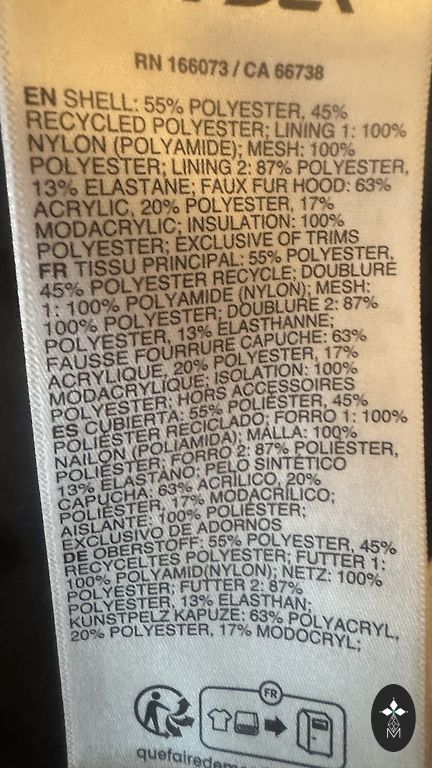 RN 166073 / CA 66738
EN SHELL: 55% POLYESTER, 45%
RECYCLED POLYESTER; LINING 1: 100%
NYLON (POLYAMIDE); MESH: 100%
POLYESTER; LINING 2: 87% POLYESTER,
13% ELASTANE; FAUX FUR HOOD: 63%
ACRYLIC, 20% POLYESTER, 17%
MODACRYLIC; INSULATION: 100%
POLYESTER; EXCLUSIVE OF TRIMS
FR TISSU PRINCIPAL: 55% POLYESTER,
45% POLYESTER RECYCLE; DOUBLURE
1: 100% POLYAMIDE (NYLON); MESH:
100% POLYESTER; DOUBLURE 2: 87%
POLYESTER, 13% ELASTHANNE;
FAUSSE FOURRURE CAPUCHE: 63%
ACRYLIQUE, 20% POLYESTER, 17%
MODACRYLIQUE; ISOLATION: 100%
POLYESTER; HORS ACCESSOIRES
ES CUBIERTA: 55% POLIÉSTER, 45%
POLIÉSTER RECICLADO; FORRO 1: 100%
NAILON (POLIAMIDA); MALLA: 100%
POLIÉSTER; FORRO 2: 87% POLIÉSTER,
13% ELASTANO; PELO SINTÉTICO
CAPUCHA: 63% ACRÍLICO, 20%
POLIÉSTER, 17% MODACRÍLICO;
AISLANTE: 100% POLIÉSTER;
EXCLUSIVO DE ADORNOS
DE OBERSTOFF: 55% POLYESTER, 45%
RECYCELTES POLYESTER; FUTTER 1:
100% POLYAMID(NYLON); NETZ: 100%
POLYESTER; FUTTER 2: 87%
POLYESTER, 13% ELASTHAN;
KUNSTPELZ KAPUZE: 63% POLYACRYL,
20% POLYESTER, 17% MODOCRYL;
FR
M